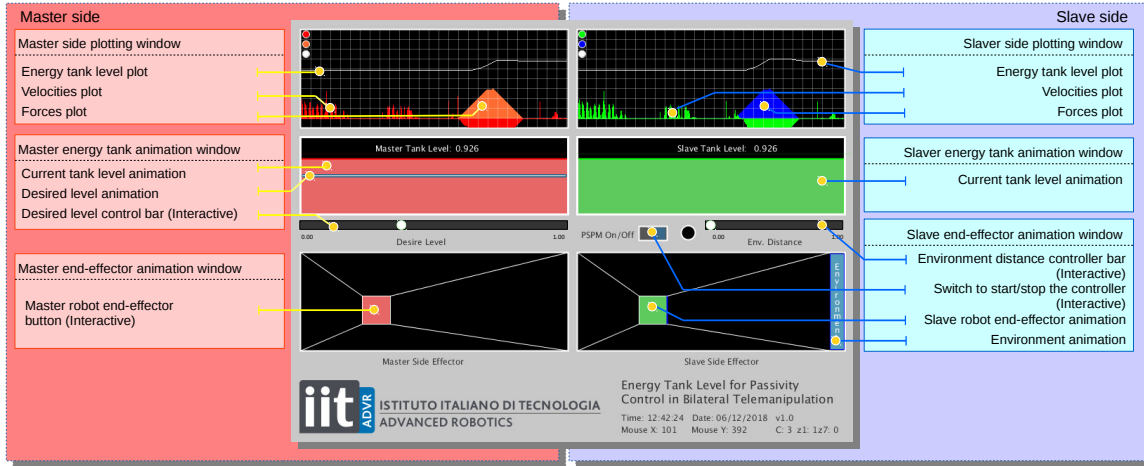 Master side
Slave side
Master side plotting window
Energy tank level plot
Velocities plot
Forces plot
Master energy tank animation window
Current tank level animation
Desired level animation
Desired level control bar (Interactive)
Master end-effector animation window
Master robot end-effector
button (Interactive)
Master Tank Level: 0.926
Slave Tank Level: 0.926
0.00
Desire Level
1.00
PSPM On/Off
0.00
Env. Distance
1.00
Environment
Master Side Effector
Slave Side Effector
iit
ADVR
ISTITUTO ITALIANO DI TECNOLOGIA
ADVANCED ROBOTICS
Energy Tank Level for Passivity
Control in Bilateral Telemanipulation
Time: 12:42:24 Date: 06/12/2018 v1.0
Mouse X: 101 Mouse Y: 392 C: 3 z1: 1z7: 0
Slaver side plotting window
Energy tank level plot
Velocities plot
Forces plot
Slaver energy tank animation window
Current tank level animation
Slave end-effector animation window
Environment distance controller bar
(Interactive)
Switch to start/stop the controller
(Interactive)
Slave robot end-effector animation
Environment animation